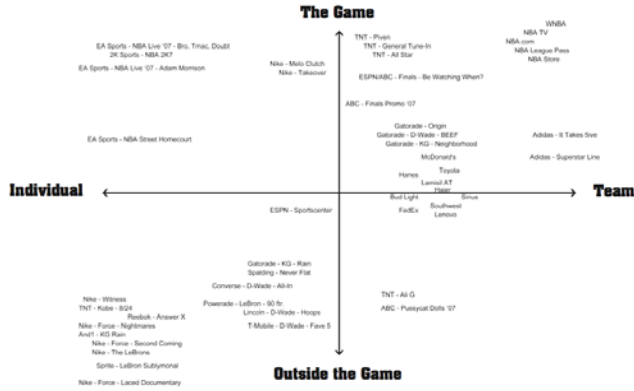 The Game
WNBA
NBA TV
NBA.com
NBA League Pass
NBA Store
TNT - Piven
TNT - General Tune-In
TNT - All Star
ESPN/ABC - Finals - Be Watching When?
ABC - Finals Promo '07
EA Sports - NBA Live '07 - Bro, Tmac, Doubt
2K Sports - NBA 2K7
EA Sports - NBA Live '07 - Adam Morrison
Nike - Melo Clutch
Nike - Takeover
EA Sports - NBA Street Homecourt
Gatorade - Origin
Gatorade - D-Wade - BEEF
Gatorade - KG - Neighborhood
Adidas - It Takes 5ive
Adidas - Superstar Line
McDonald's
Toyota
Hanes
Lamisil AT
Haier
Individual
Team
Bud Light
Sirius
Southwest
FedEx
Lenovo
ESPN - Sportscenter
Gatorade - KG - Rain
Spalding - Never Flat
Converse - D-Wade - All-In
Nike - Witness
TNT - Kobe - 8/24
Reebok - Answer X
Nike - Force - Nightmares
And1 - KG Rain
Nike - Force - Second Coming
Nike - The LeBrons
Sprite - LeBron Sublymonal
Nike - Force - Laced Documentary
Powerade - LeBron - 90 ftr.
Lincoln - D-Wade - Hoops
T-Mobile - D-Wade - Fave 5
TNT - Ali G
ABC - Pussycat Dolls '07
Outside the Game